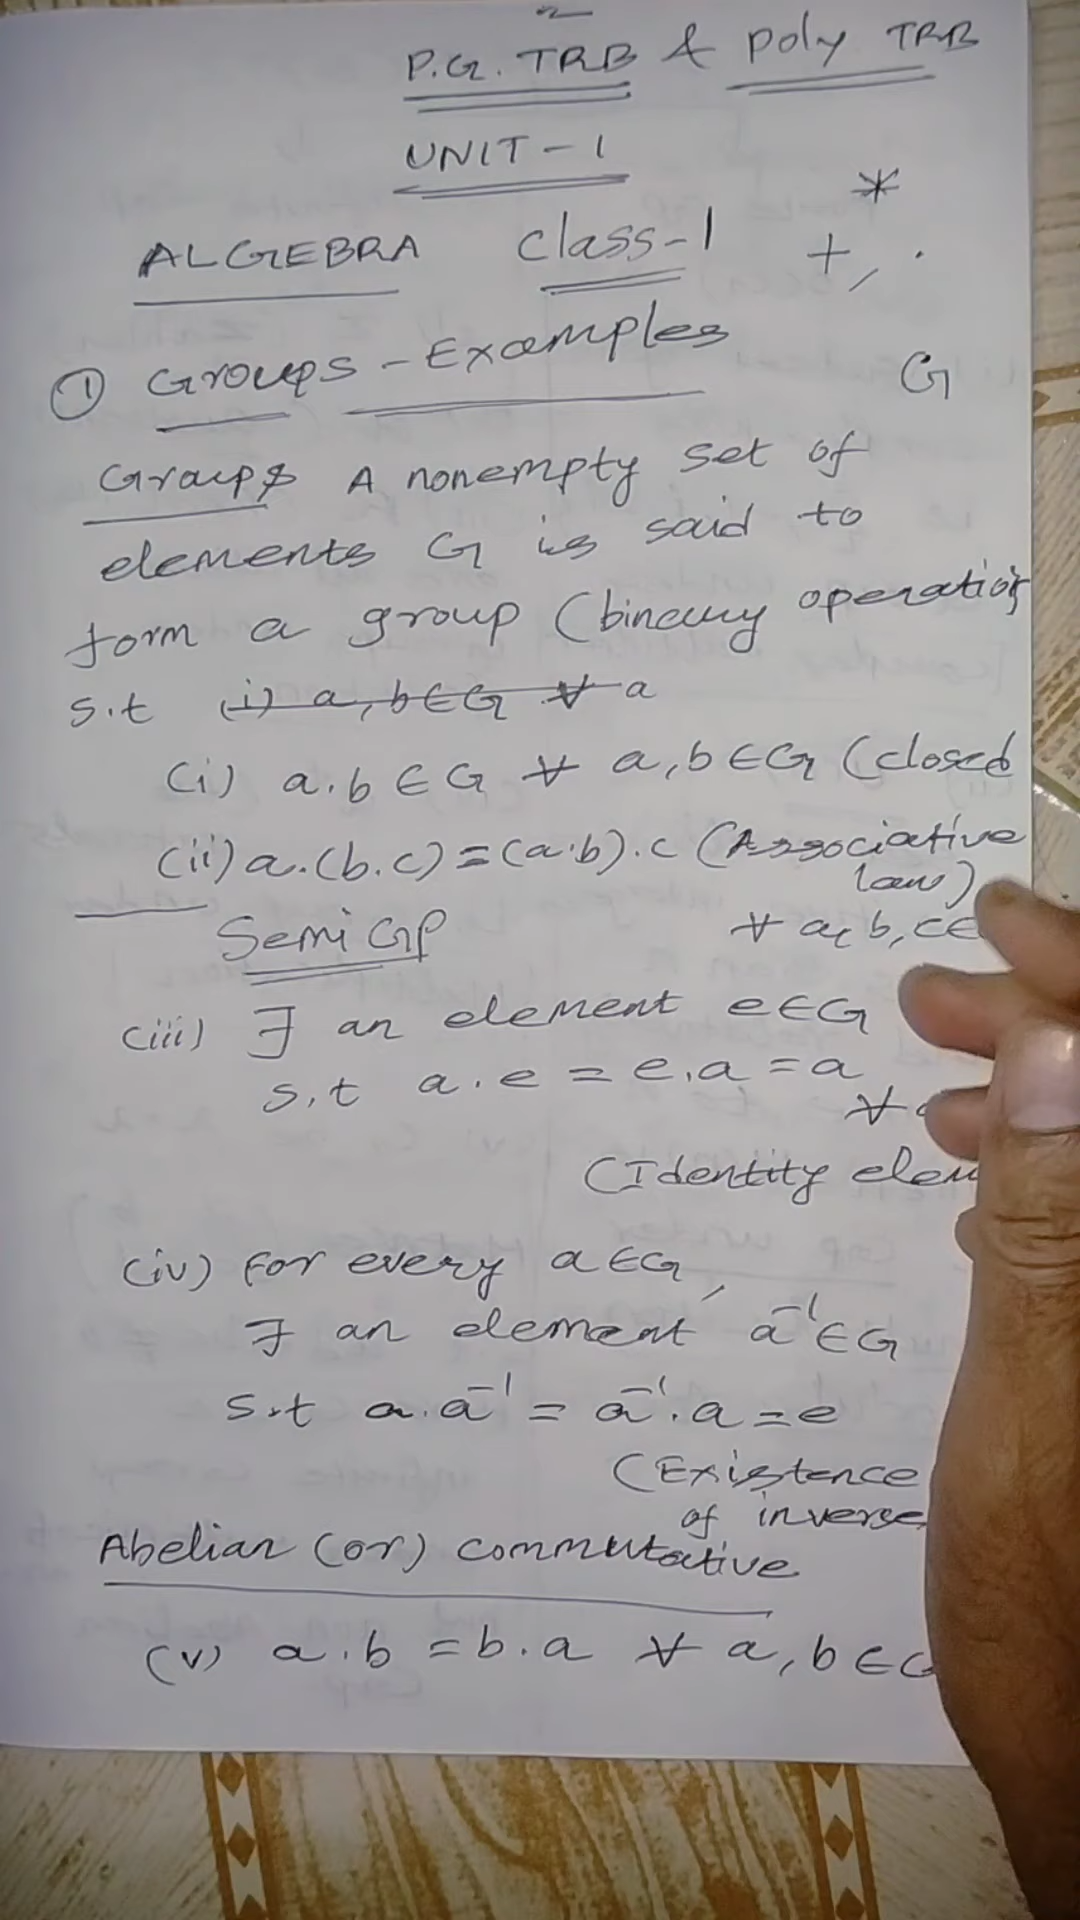 P.G. TRB & Poly TRB
UNIT - 1
*
ALGEBRA class-1 +, .
① Groups - Examples
G
Groups A nonempty set of
elements G is said to
form a group (binary operation
s.t (i) a, b ∈ G ∀ a
(i) a.b ∈ G ∀ a,b ∈ G (closed
(ii) a.(b.c) = (a.b).c (Associative
law)
Semi GP ∀ a, b, c ∈
(iii) ∃ an element e ∈ G
s.t a.e = e.a = a
∀
(Identity elem
(iv) For every a ∈ G,
∃ an element a⁻¹ ∈ G
s.t a.a⁻¹ = a⁻¹.a = e
(Existence
of inverse
Abelian (or) commutative
(v) a.b = b.a ∀ a, b ∈ G